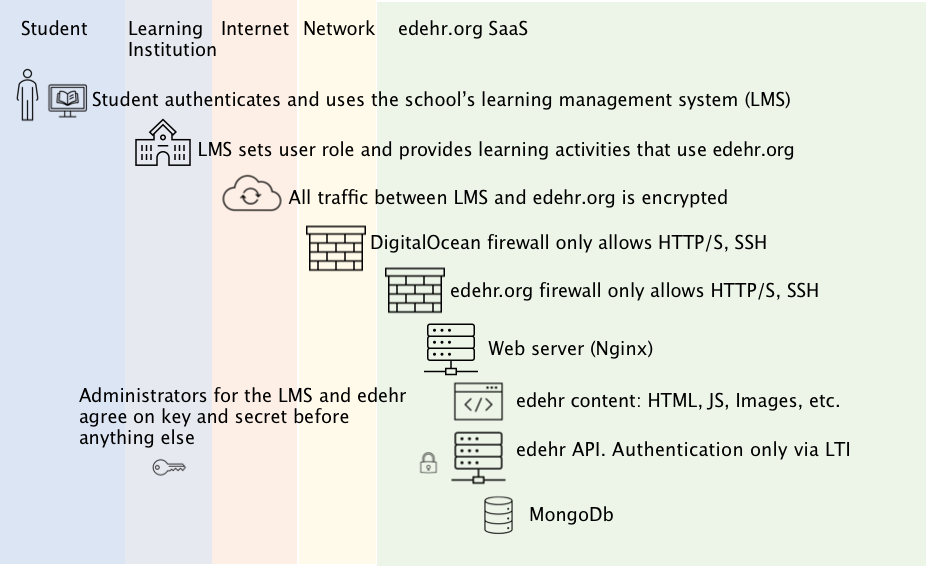 Student
Learning
Institution
Internet
Network
edehr.org SaaS
Student authenticates and uses the school's learning management system (LMS)
LMS sets user role and provides learning activities that use edehr.org
All traffic between LMS and edehr.org is encrypted
DigitalOcean firewall only allows HTTP/S, SSH
edehr.org firewall only allows HTTP/S, SSH
Web server (Nginx)
Administrators for the LMS and edehr
agree on key and secret before
anything else
edehr content: HTML, JS, Images, etc.
edehr API. Authentication only via LTI
MongoDb